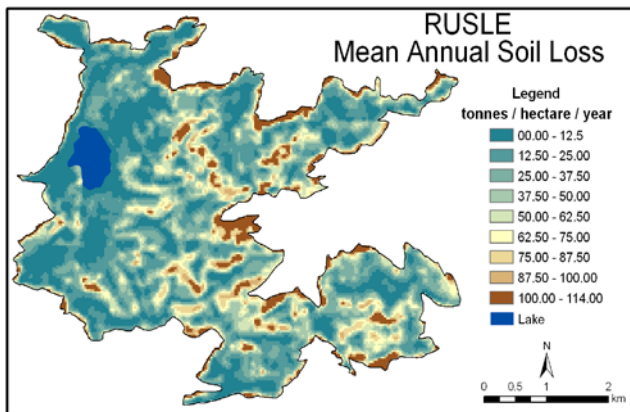 RUSLE
Mean Annual Soil Loss
Legend
tonnes / hectare / year
00.00 - 12.5
12.50 - 25.00
25.00 - 37.50
37.50 - 50.00
50.00 - 62.50
62.50 - 75.00
75.00 - 87.50
87.50 - 100.00
100.00 - 114.00
Lake
N
0 0.5 1 2
km